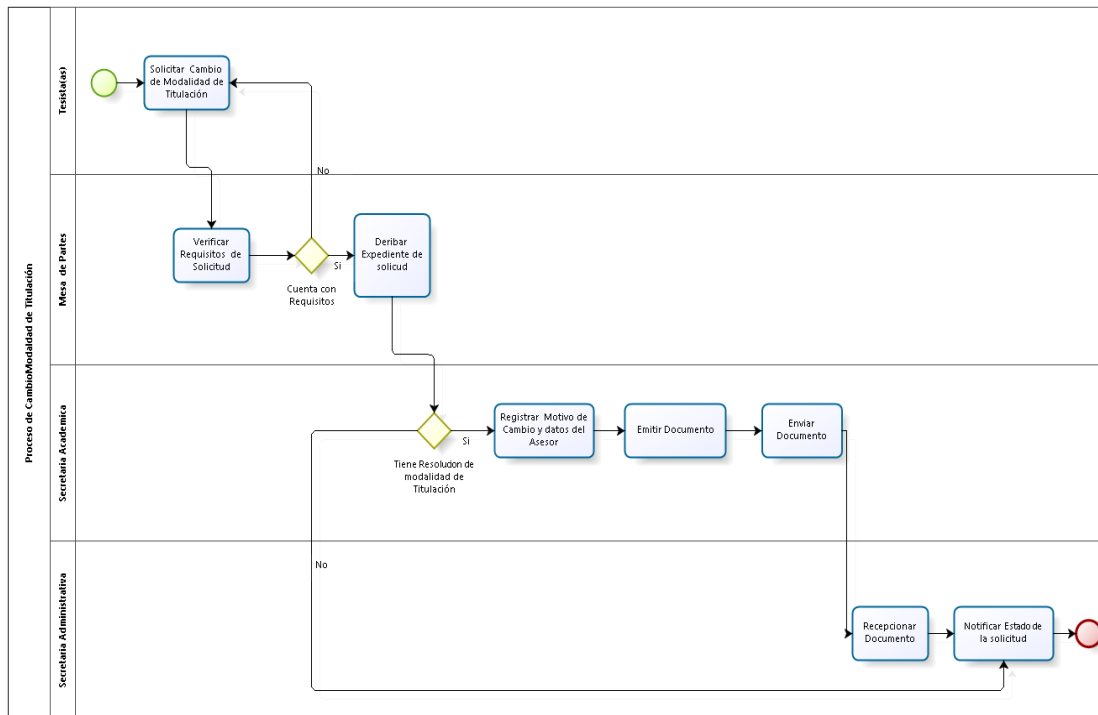 Proceso de CambioModaldad de Titulación
Tesista(as)
Solicitar Cambio
de Modalidad de
Titulación
No
Mesa de Partes
Verificar
Requisitos de
Solicitud
Cuenta con
Requisitos
Si
Deribar
Expediente de
solicud
Secretaria Academica
Tiene Resolucion de
modalidad de
Titulación
Si
Registrar Motivo de
Cambio y datos del
Asesor
Emitir Documento
Enviar
Documento
Secretaria Administrativa
No
Recepcionar
Documento
Notificar Estado de
la solicitud